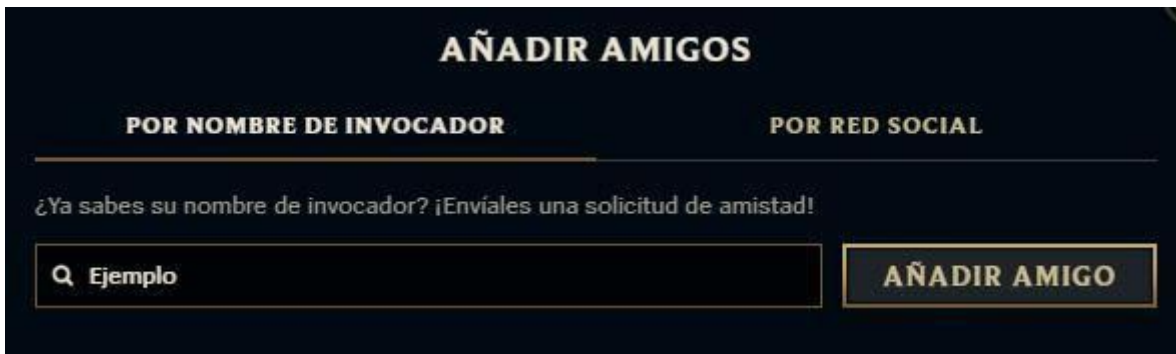 AÑADIR AMIGOS
POR NOMBRE DE INVOCADOR
POR RED SOCIAL
¿Ya sabes su nombre de invocador? ¡Envíales una solicitud de amistad!
Ejemplo
AÑADIR AMIGO